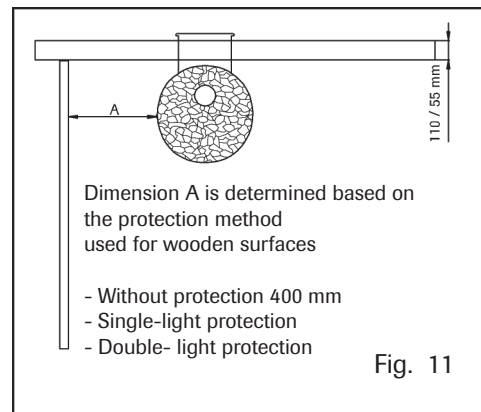 A
110 / 55 mm
Dimension A is determined based on
the protection method
used for wooden surfaces
- Without protection 400 mm
- Single-light protection
- Double- light protection
Fig. 11